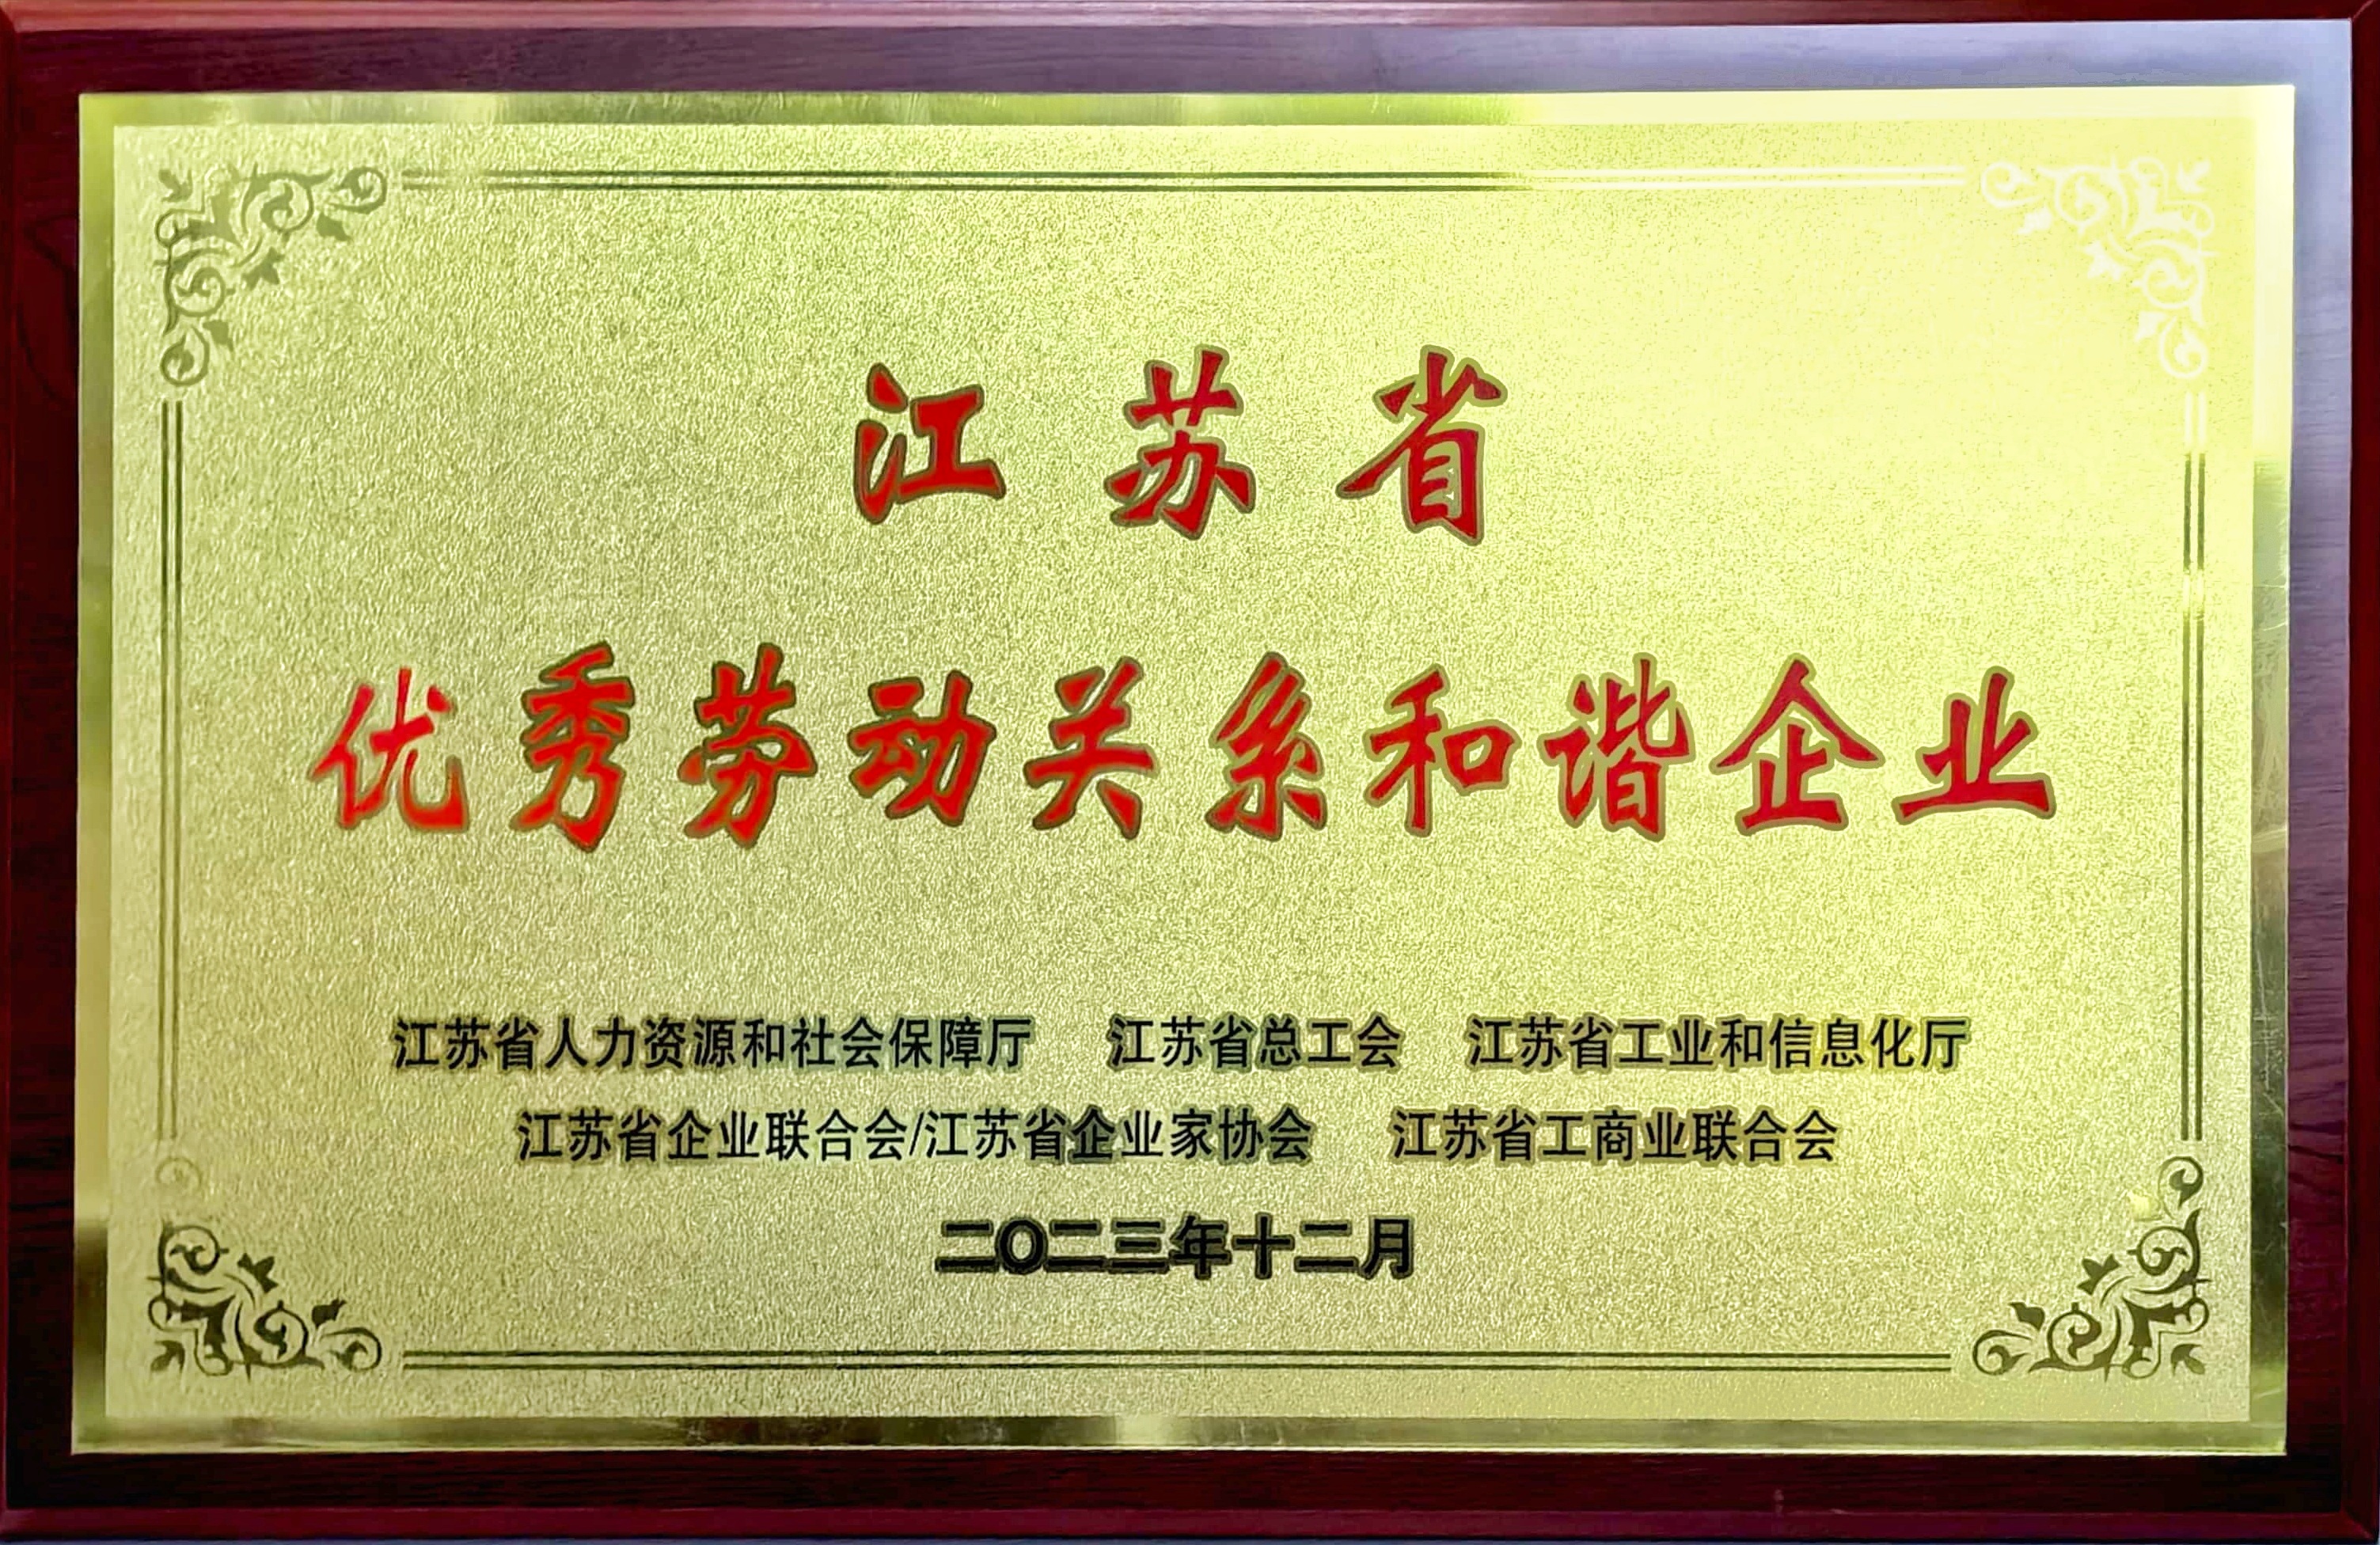 江苏省
优秀劳动关系和谐企业
江苏省人力资源和社会保障厅 江苏省总工会 江苏省工业和信息化厅
江苏省企业联合会/江苏省企业家协会 江苏省工商业联合会
二〇二三年十二月